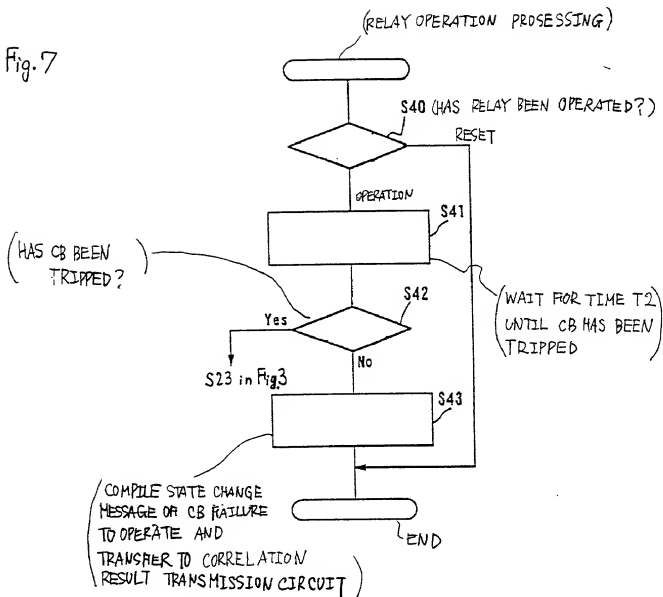 Fig.7
(RELAY OPERATION PROSESSING)
S40 (HAS RELAY BEEN OPERATED?)
RESET
OPERATION
S41
(HAS CB BEEN
TRIPPED?)
(WAIT FOR TIME T2
UNTIL CB HAS BEEN
TRIPPED)
S42
Yes
No
S23 in Fig.3
S43
(COMPILE STATE CHANGE
MESSAGE OF CB FAILURE
TO OPERATE AND
TRANSFER TO CORRELATION
RESULT TRANSMISSION CIRCUIT)
END